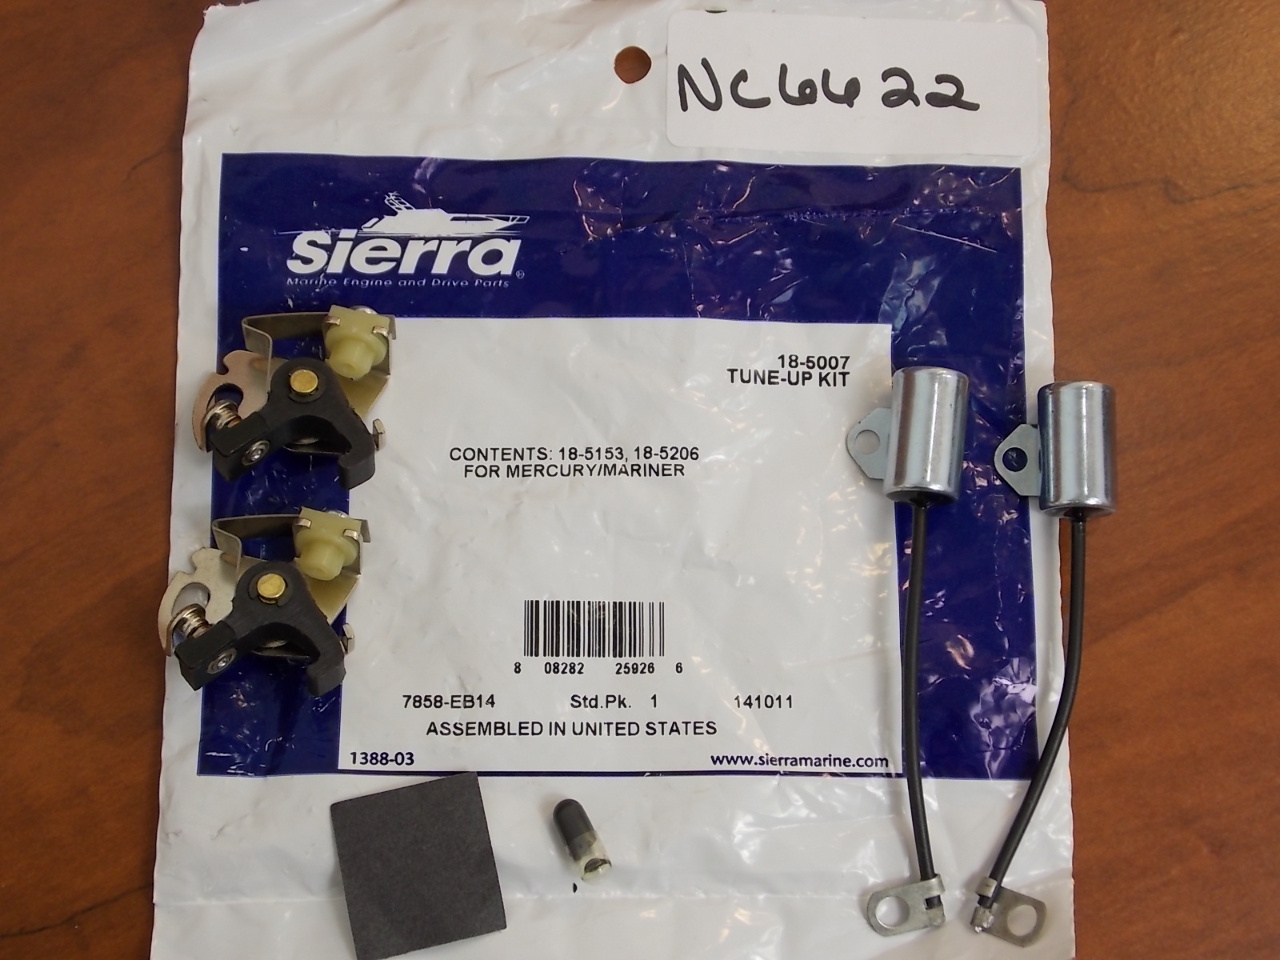 NC6622
Sierra®
Marine Engine and Drive Parts
18-5007
TUNE-UP KIT
CONTENTS: 18-5153, 18-5206
FOR MERCURY/MARINER
8 08282 25926 6
7858-EB14 Std.Pk. 1 141011
ASSEMBLED IN UNITED STATES
1388-03 www.sierramarine.com